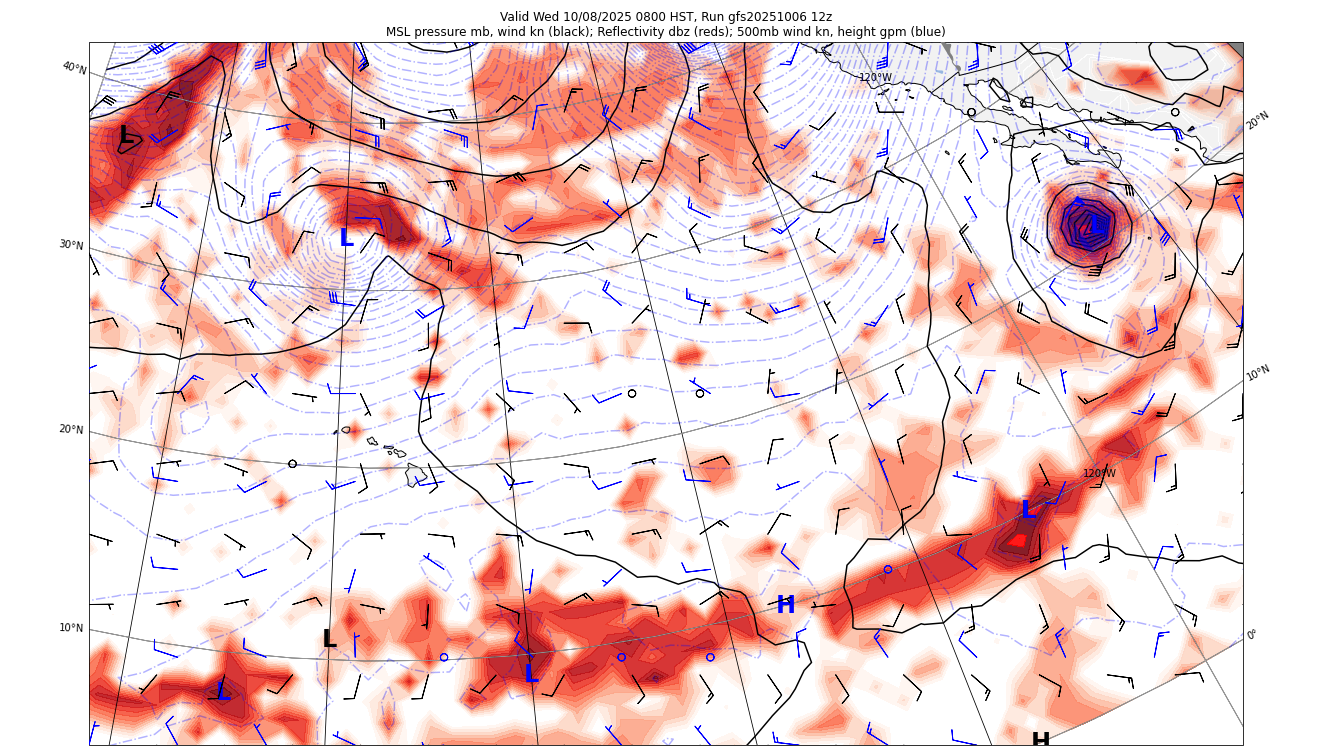 Valid Wed 10/08/2025 0800 HST, Run gfs20251006 12z
MSL pressure mb, wind kn (black); Reflectivity dbz (reds); 500mb wind kn, height gpm (blue)
40°N
120°W
20°N
L
30°N
L
10°N
20°N
120°W
L
H
10°N
L
0°
L
L
H